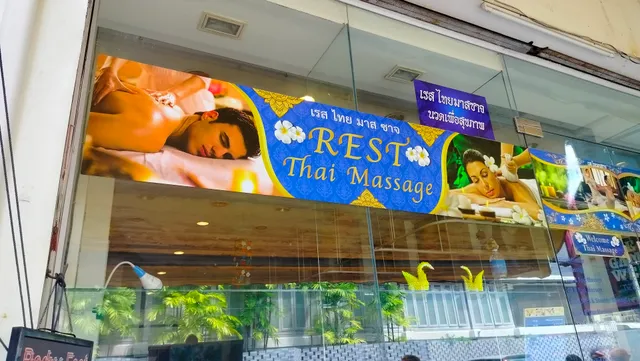 เรส ไทย มาส ซาจ
REST
Thai Massage
เรส ไทยมาสซาจ
นวดเพื่อสุขภาพ
Welcome
Thai Massage